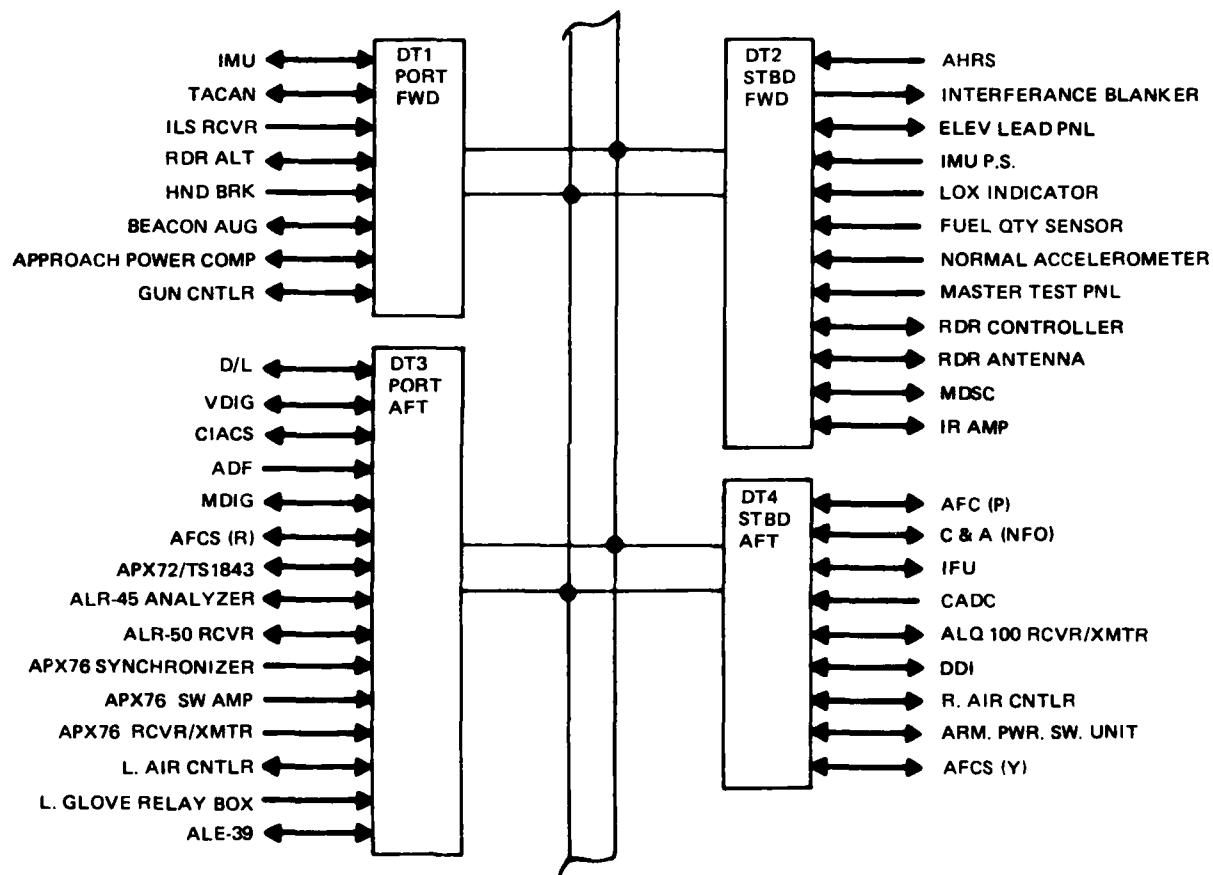 DT1
PORT
FWD
IMU
TACAN
ILS RCVR
RDR ALT
HND BRK
BEACON AUG
APPROACH POWER COMP
GUN CNTLR
DT2
STBD
FWD
AHRS
INTERFERANCE BLANKER
ELEV LEAD PNL
IMU P.S.
LOX INDICATOR
FUEL QTY SENSOR
NORMAL ACCELEROMETER
MASTER TEST PNL
RDR CONTROLLER
RDR ANTENNA
MDSC
IR AMP
DT3
PORT
AFT
D/L
VDIG
CIACS
ADF
MDIG
AFCS (R)
APX72/TS1843
ALR-45 ANALYZER
ALR-50 RCVR
APX76 SYNCHRONIZER
APX76 SW AMP
APX76 RCVR/XMTR
L. AIR CNTLR
L. GLOVE RELAY BOX
ALE-39
DT4
STBD
AFT
AFC (P)
C & A (NFO)
IFU
CADC
ALQ 100 RCVR/XMTR
DDI
R. AIR CNTLR
ARM. PWR. SW. UNIT
AFCS (Y)